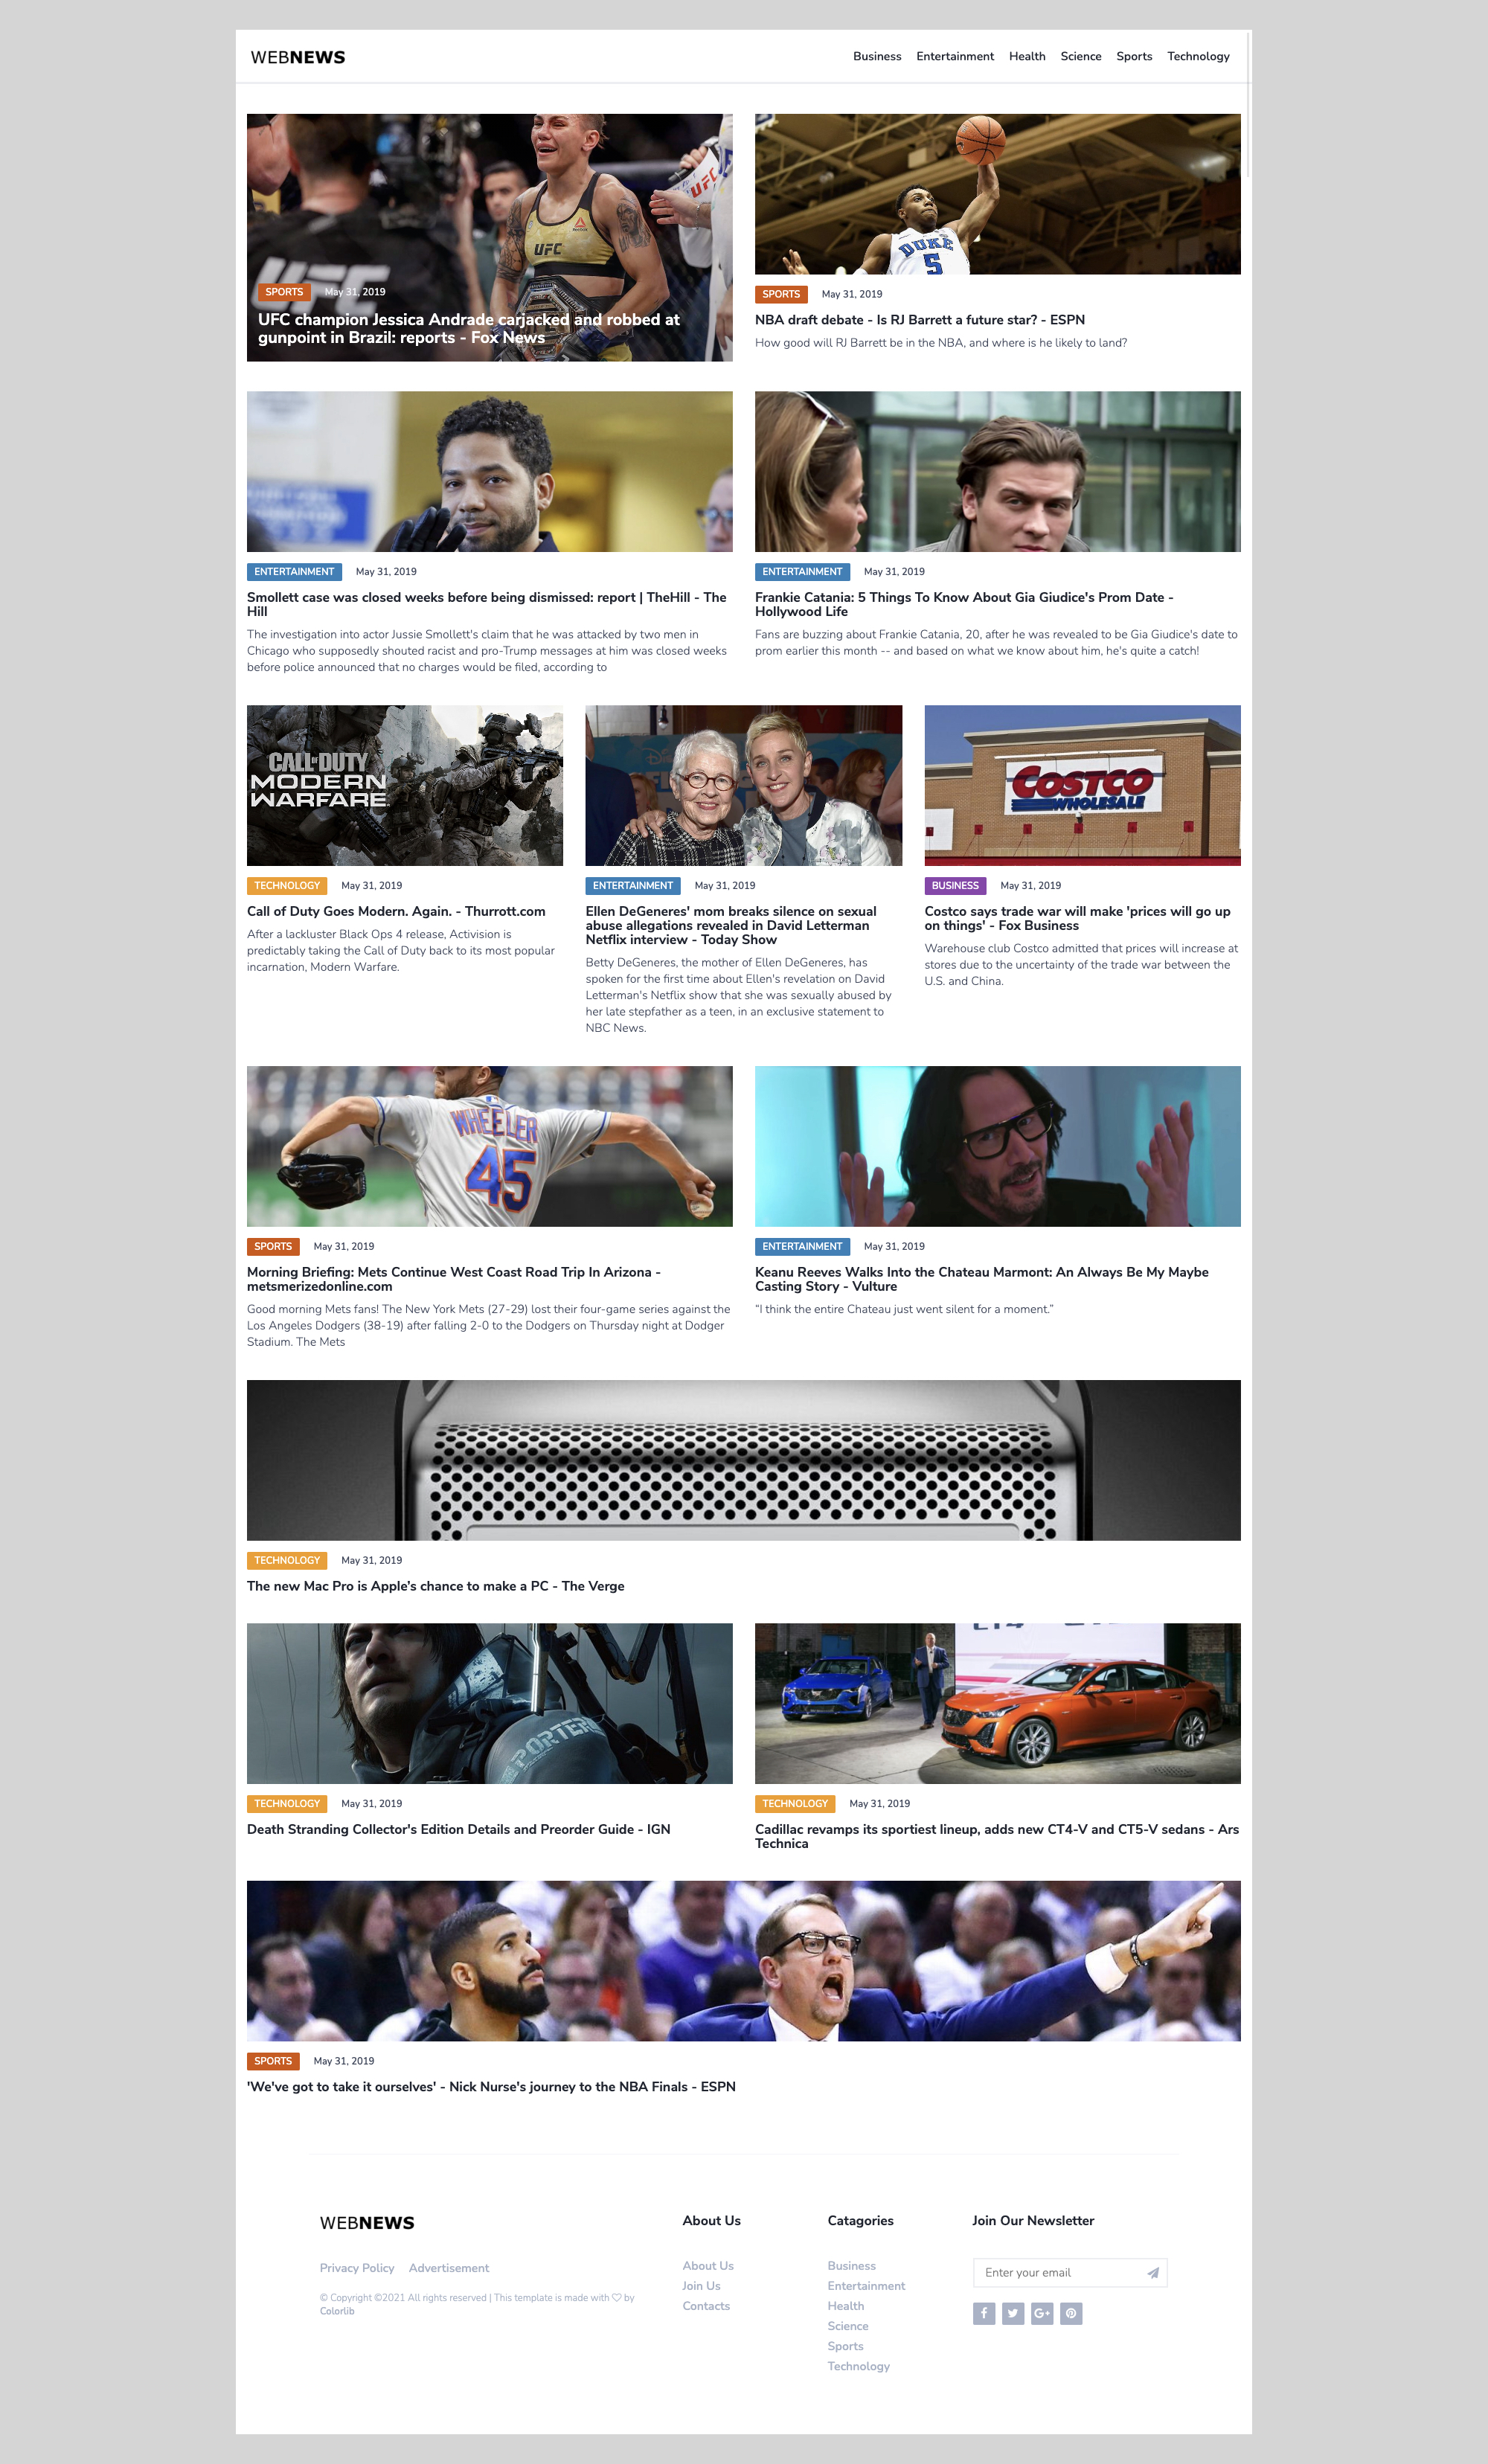 WEBNEWS
Business Entertainment Health Science Sports Technology
UFC
UFC
UFC
SPORTS May 31, 2019
UFC champion Jessica Andrade carjacked and robbed at
gunpoint in Brazil: reports - Fox News
DUKE
5
SPORTS May 31, 2019
NBA draft debate - Is RJ Barrett a future star? - ESPN
How good will RJ Barrett be in the NBA, and where is he likely to land?
ENTERTAINMENT May 31, 2019
Smollett case was closed weeks before being dismissed: report | TheHill - The
Hill
The investigation into actor Jussie Smollett's claim that he was attacked by two men in
Chicago who supposedly shouted racist and pro-Trump messages at him was closed weeks
before police announced that no charges would be filed, according to
ENTERTAINMENT May 31, 2019
Frankie Catania: 5 Things To Know About Gia Giudice's Prom Date -
Hollywood Life
Fans are buzzing about Frankie Catania, 20, after he was revealed to be Gia Giudice's date to
prom earlier this month -- and based on what we know about him, he's quite a catch!
CALL OF DUTY
MODERN
WARFARE
TECHNOLOGY May 31, 2019
Call of Duty Goes Modern. Again. - Thurrott.com
After a lackluster Black Ops 4 release, Activision is
predictably taking the Call of Duty back to its most popular
incarnation, Modern Warfare.
ENTERTAINMENT May 31, 2019
Ellen DeGeneres' mom breaks silence on sexual
abuse allegations revealed in David Letterman
Netflix interview - Today Show
Betty DeGeneres, the mother of Ellen DeGeneres, has
spoken for the first time about Ellen's revelation on David
Letterman's Netflix show that she was sexually abused by
her late stepfather as a teen, in an exclusive statement to
NBC News.
COSTCO
WHOLESALE
BUSINESS May 31, 2019
Costco says trade war will make 'prices will go up
on things' - Fox Business
Warehouse club Costco admitted that prices will increase at
stores due to the uncertainty of the trade war between the
U.S. and China.
WHEELER
45
SPORTS May 31, 2019
Morning Briefing: Mets Continue West Coast Road Trip In Arizona -
metsmerizedonline.com
Good morning Mets fans! The New York Mets (27-29) lost their four-game series against the
Los Angeles Dodgers (38-19) after falling 2-0 to the Dodgers on Thursday night at Dodger
Stadium. The Mets
ENTERTAINMENT May 31, 2019
Keanu Reeves Walks Into the Chateau Marmont: An Always Be My Maybe
Casting Story - Vulture
“I think the entire Chateau just went silent for a moment.”
TECHNOLOGY May 31, 2019
The new Mac Pro is Apple’s chance to make a PC - The Verge
PORTER
TECHNOLOGY May 31, 2019
Death Stranding Collector's Edition Details and Preorder Guide - IGN
TECHNOLOGY May 31, 2019
Cadillac revamps its sportiest lineup, adds new CT4-V and CT5-V sedans - Ars
Technica
SPORTS May 31, 2019
'We've got to take it ourselves' - Nick Nurse's journey to the NBA Finals - ESPN
WEBNEWS
Privacy Policy Advertisement
© Copyright ©2021 All rights reserved | This template is made with ♡ by
Colorlib
About Us
About Us
Join Us
Contacts
Catagories
Business
Entertainment
Health
Science
Sports
Technology
Join Our Newsletter
Enter your email